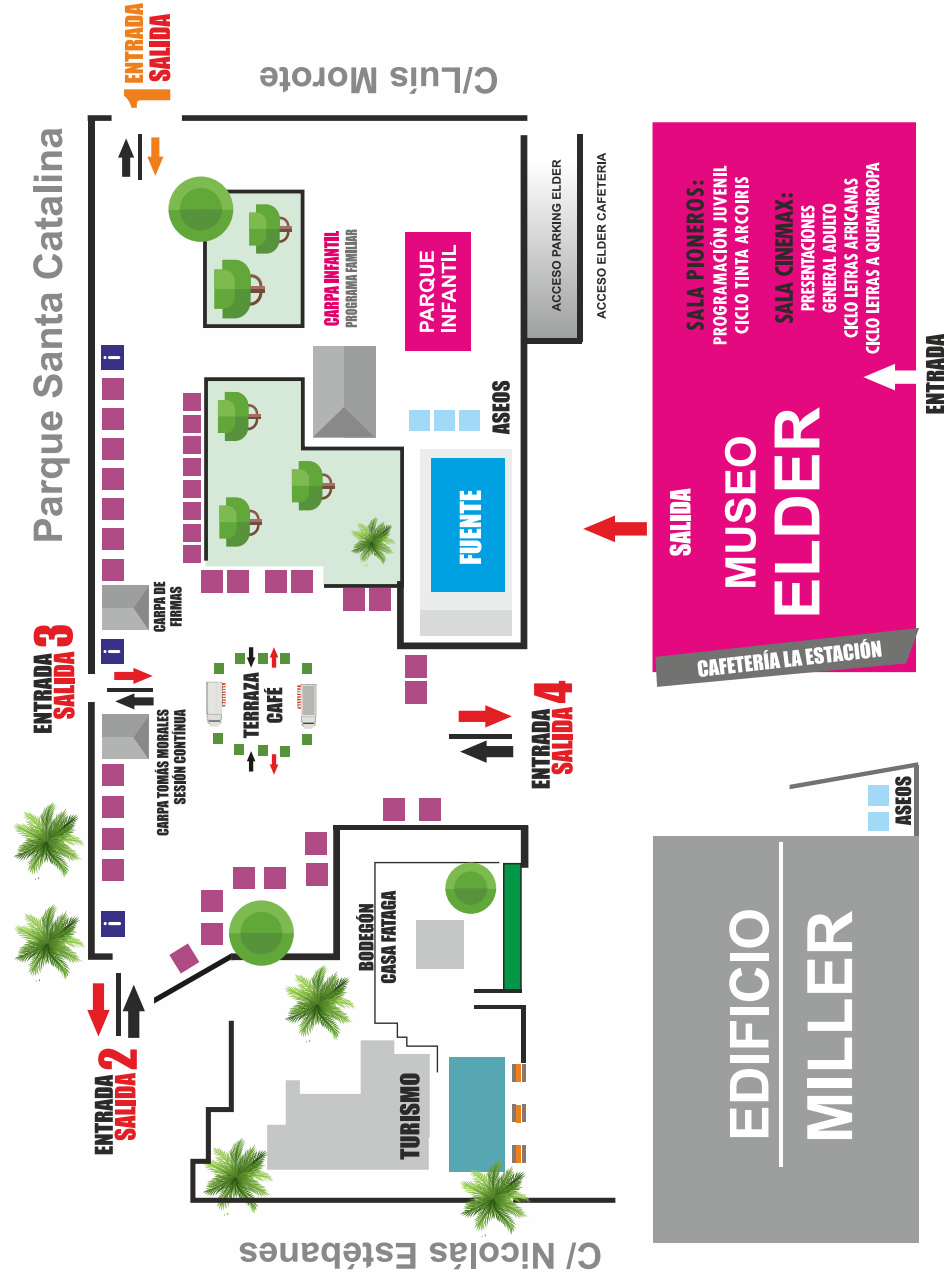 Parque Santa Catalina
C/Luís Morote
1 ENTRADA
SALIDA
ENTRADA
SALIDA 2
ENTRADA
SALIDA 3
ENTRADA
SALIDA 4
i
i
i
CARPA TOMÁS MORALES
SESIÓN CONTÍNUA
CARPA DE
FIRMAS
TERRAZA
CAFÉ
CARPA INFANTIL
PROGRAMA FAMILIAR
PARQUE
INFANTIL
ASEOS
FUENTE
ACCESO PARKING ELDER
ACCESO ELDER CAFETERIA
BODEGÓN
CASA FATAGA
TURISMO
C/ Nicolás Estébanes
EDIFICIO
MILLER
ASEOS
CAFETERÍA LA ESTACIÓN
SALIDA
MUSEO
ELDER
SALA PIONEROS:
PROGRAMACIÓN JUVENIL
CICLO TINTA ARCOIRIS
SALA CINEMAX:
PRESENTACIONES
GENERAL ADULTO
CICLO LETRAS AFRICANAS
CICLO LETRAS A QUEMARROPA
ENTRADA